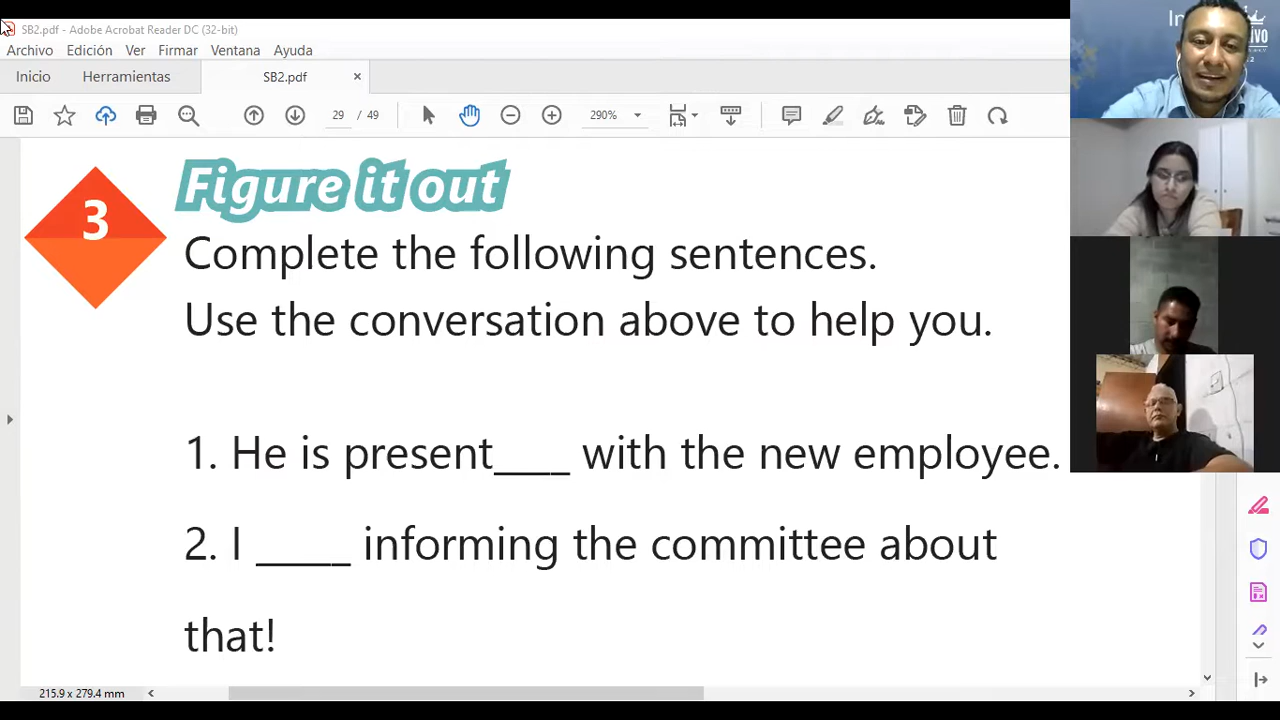 SB2.pdf - Adobe Acrobat Reader DC (32-bit)
Archivo Edición Ver Firmar Ventana Ayuda
Inicio Herramientas SB2.pdf ×
29 / 49 290%
3 Figure it out
Complete the following sentences.
Use the conversation above to help you.
1. He is present____ with the new employee.
2. I _____ informing the committee about
that!
215.9 x 279.4 mm